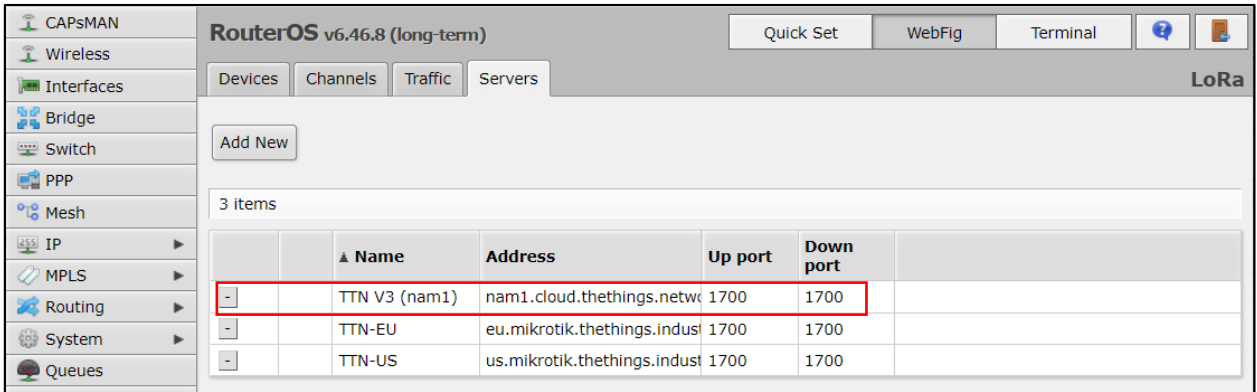 CAPsMAN
Wireless
Interfaces
Bridge
Switch
PPP
255
Mesh
IP
MPLS
Routing
System
Queues
RouterOS v6.46.8 (long-term)
Quick Set
WebFig
Terminal
Devices
Channels
Traffic
Servers
LoRa
Add New
3 items
▲ Name Address Up port Down port
- TTN V3 (nam1) nam1.cloud.thethings.netw 1700 1700
- TTN-EU eu.mikrotik.thethings.indust 1700 1700
- TTN-US us.mikrotik.thethings.indust 1700 1700